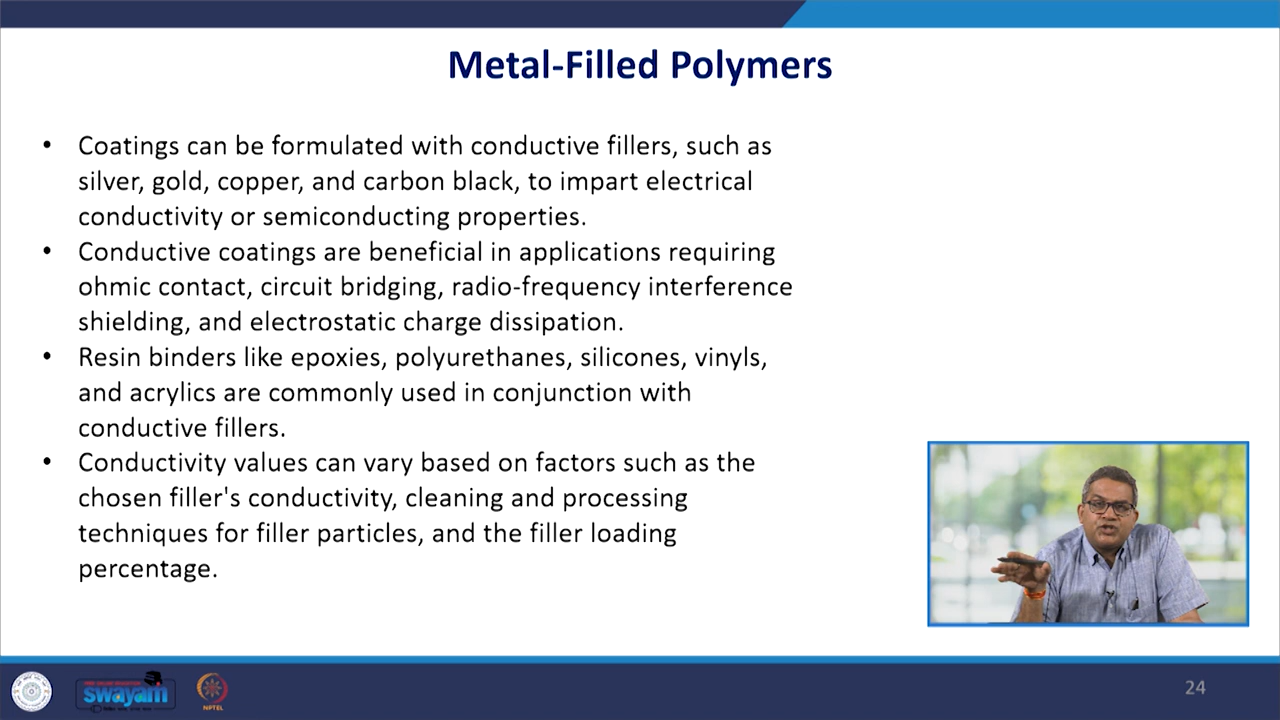 Metal-Filled Polymers
• Coatings can be formulated with conductive fillers, such as
silver, gold, copper, and carbon black, to impart electrical
conductivity or semiconducting properties.
• Conductive coatings are beneficial in applications requiring
ohmic contact, circuit bridging, radio-frequency interference
shielding, and electrostatic charge dissipation.
• Resin binders like epoxies, polyurethanes, silicones, vinyls,
and acrylics are commonly used in conjunction with
conductive fillers.
• Conductivity values can vary based on factors such as the
chosen filler's conductivity, cleaning and processing
techniques for filler particles, and the filler loading
percentage.
swayam
NPTEL
24